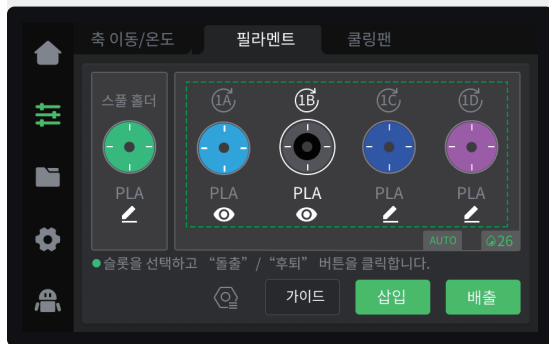 축 이동/온도 필라멘트 쿨링팬
스풀 홀더 1A 1B 1C 1D
PLA PLA PLA PLA PLA
AUTO 26
●슬롯을 선택하고 “돌출” / “후퇴” 버튼을 클릭합니다.
가이드 삽입 배출